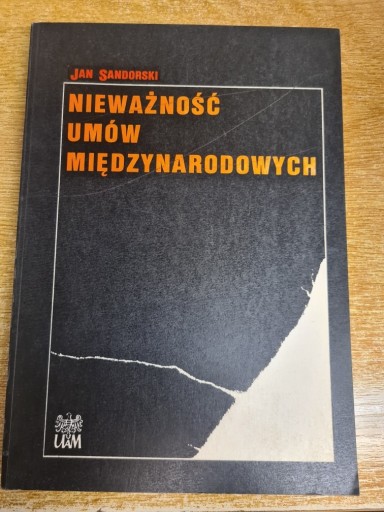 JAN SANDORSKI
NIEWAŻNOŚĆ
UMÓW
MIĘDZYNARODOWYCH
UAM